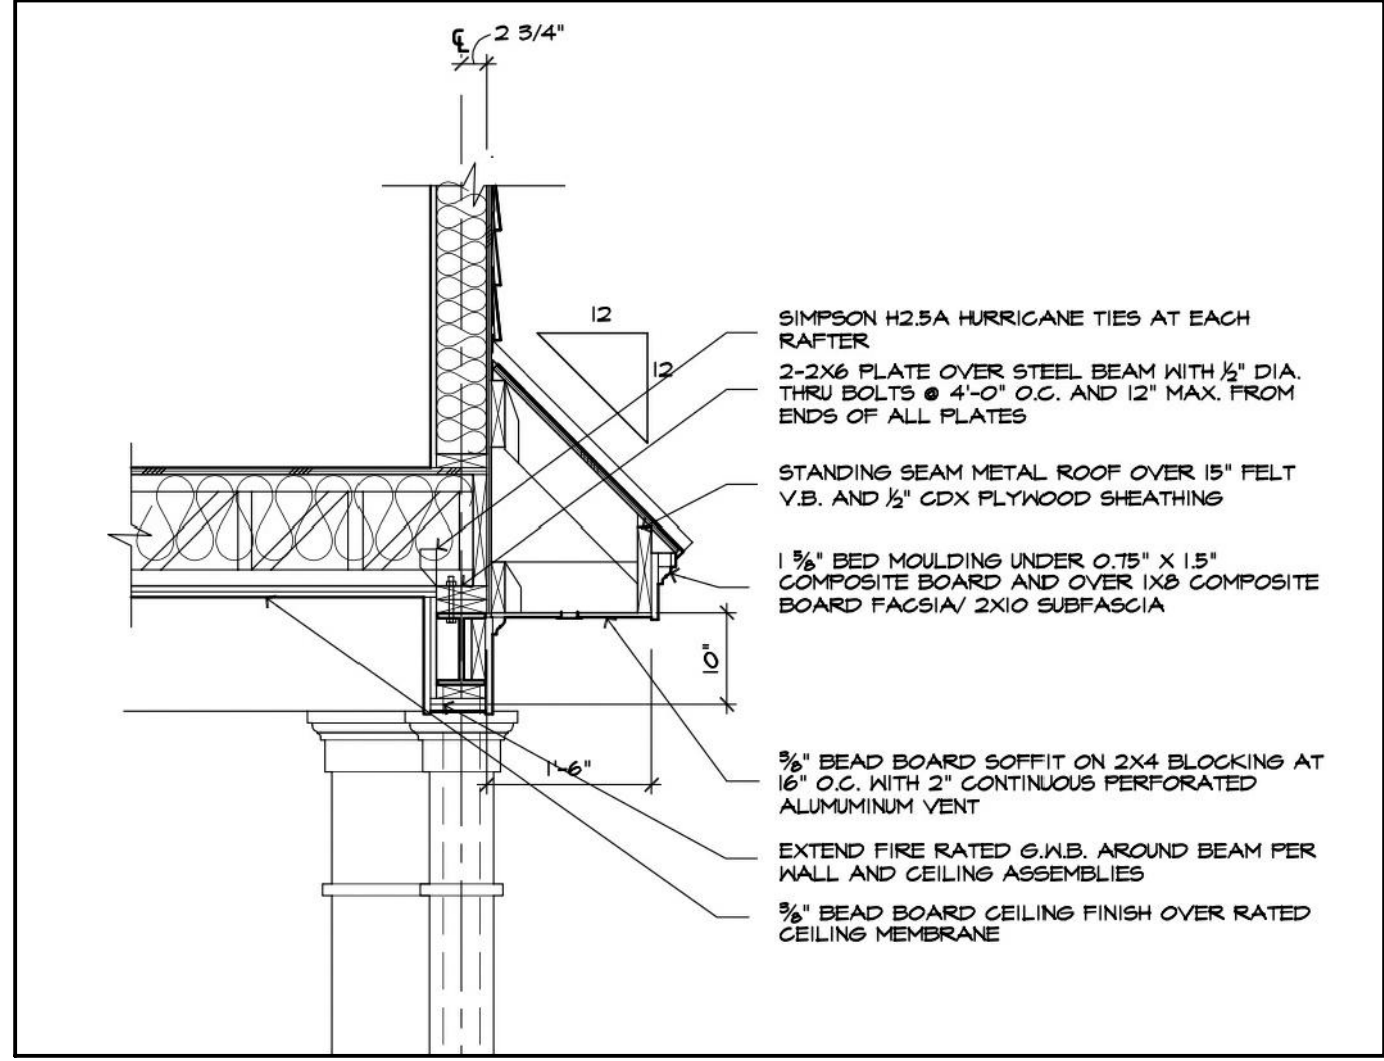 ℄ 2 3/4"
12
12
SIMPSON H2.5A HURRICANE TIES AT EACH
RAFTER
2-2X6 PLATE OVER STEEL BEAM WITH ½" DIA.
THRU BOLTS @ 4'-0" O.C. AND 12" MAX. FROM
ENDS OF ALL PLATES
STANDING SEAM METAL ROOF OVER 15" FELT
V.B. AND ½" CDX PLYWOOD SHEATHING
1 ⅝" BED MOULDING UNDER 0.75" X 1.5"
COMPOSITE BOARD AND OVER 1X8 COMPOSITE
BOARD FACSIA/ 2X10 SUBFASCIA
10"
1'-6"
⅜" BEAD BOARD SOFFIT ON 2X4 BLOCKING AT
16" O.C. WITH 2" CONTINUOUS PERFORATED
ALUMUMINUM VENT
EXTEND FIRE RATED G.W.B. AROUND BEAM PER
WALL AND CEILING ASSEMBLIES
⅜" BEAD BOARD CEILING FINISH OVER RATED
CEILING MEMBRANE